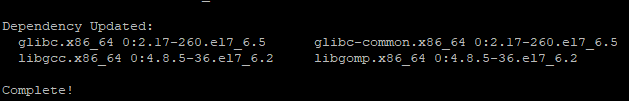 Dependency Updated:
glibc.x86_64 0:2.17-260.el7_6.5 glibc-common.x86_64 0:2.17-260.el7_6.5
libgcc.x86_64 0:4.8.5-36.el7_6.2 libgomp.x86_64 0:4.8.5-36.el7_6.2
Complete!